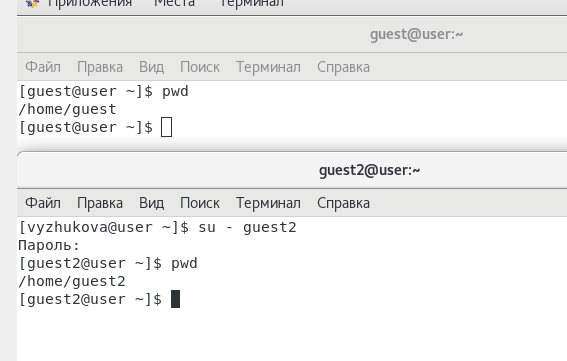 Приложения Места Терминал
guest@user:~
Файл Правка Вид Поиск Терминал Справка
[guest@user ~]$ pwd
/home/guest
[guest@user ~]$
guest2@user:~
Файл Правка Вид Поиск Терминал Справка
[vyzhukova@user ~]$ su - guest2
Пароль:
[guest2@user ~]$ pwd
/home/guest2
[guest2@user ~]$